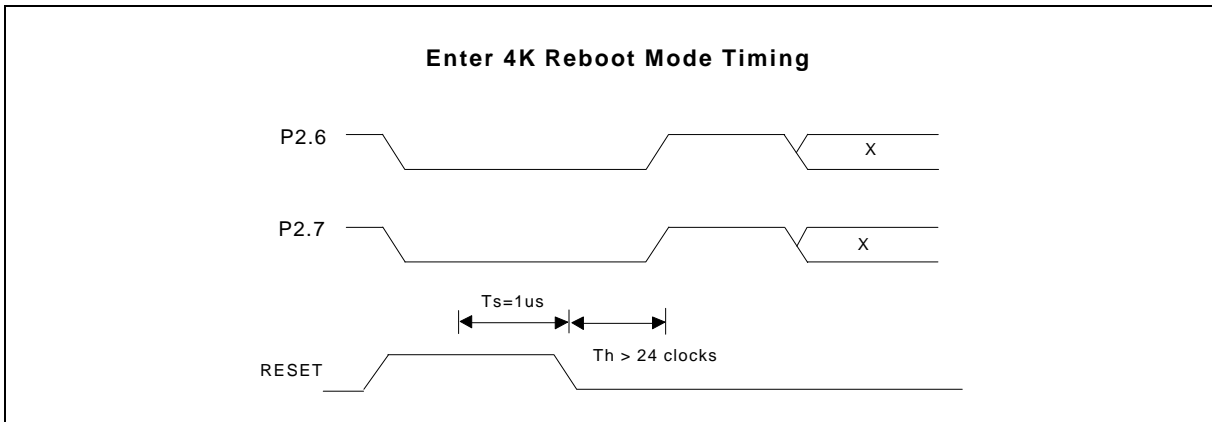 Enter 4K Reboot Mode Timing
P2.6
X
P2.7
X
Ts=1us
Th > 24 clocks
RESET